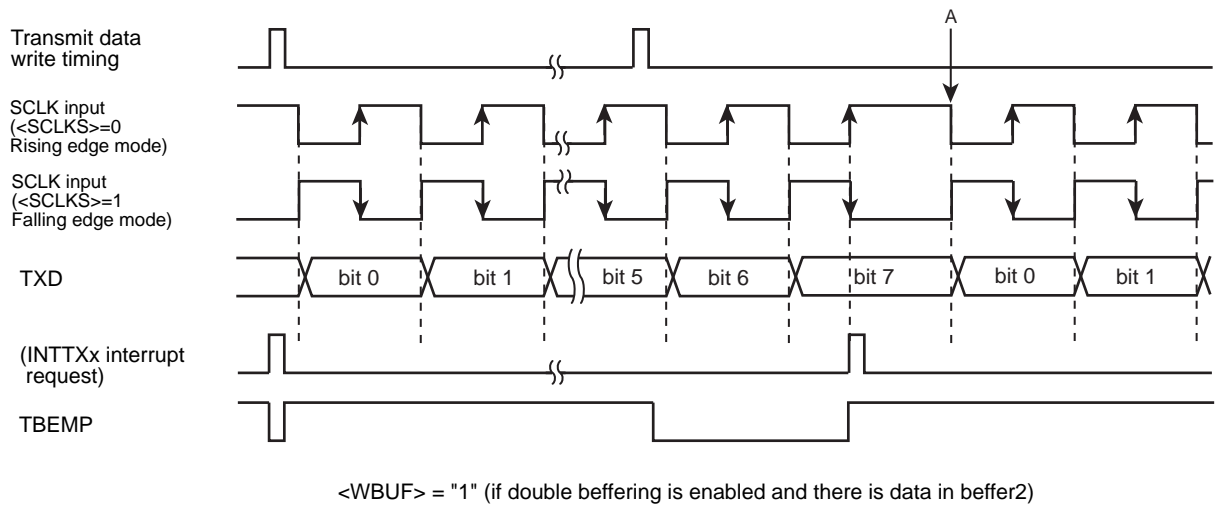 A
Transmit data
write timing
SCLK input
(<SCLKS>=0
Rising edge mode)
SCLK input
(<SCLKS>=1
Falling edge mode)
TXD
bit 0
bit 1
bit 5
bit 6
bit 7
bit 0
bit 1
(INTTXx interrupt
request)
TBEMP
<WBUF> = "1" (if double beffering is enabled and there is data in beffer2)